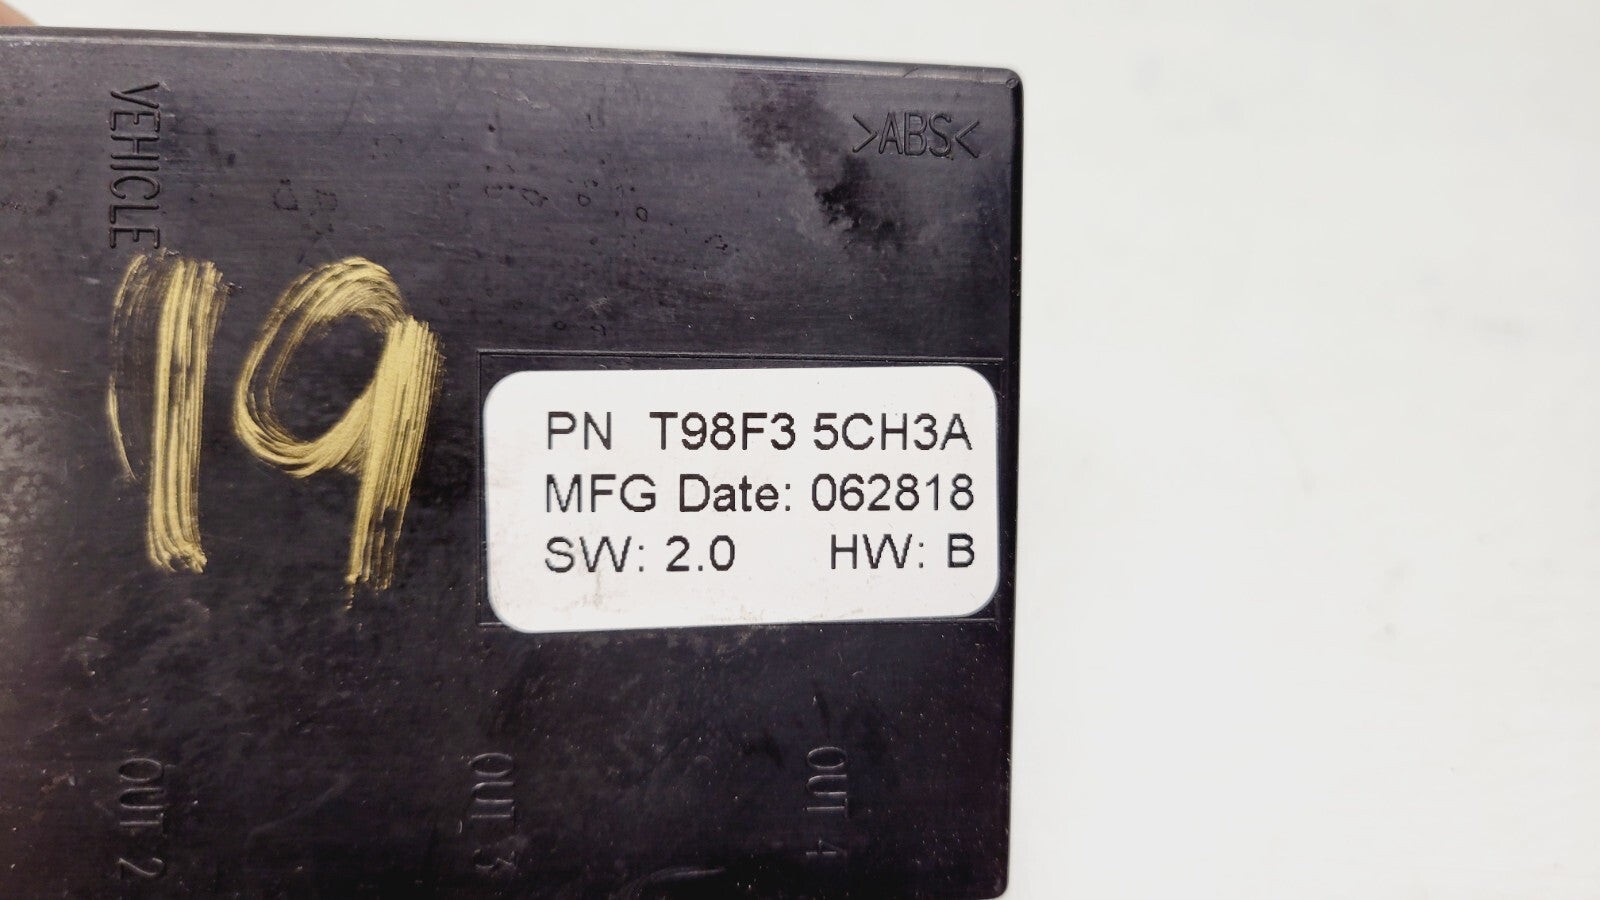 VEHICLE
>ABS<
19
PN T98F3 5CH3A
MFG Date: 062818
SW: 2.0 HW: B
OUT 2
OUT 3
OUT 4